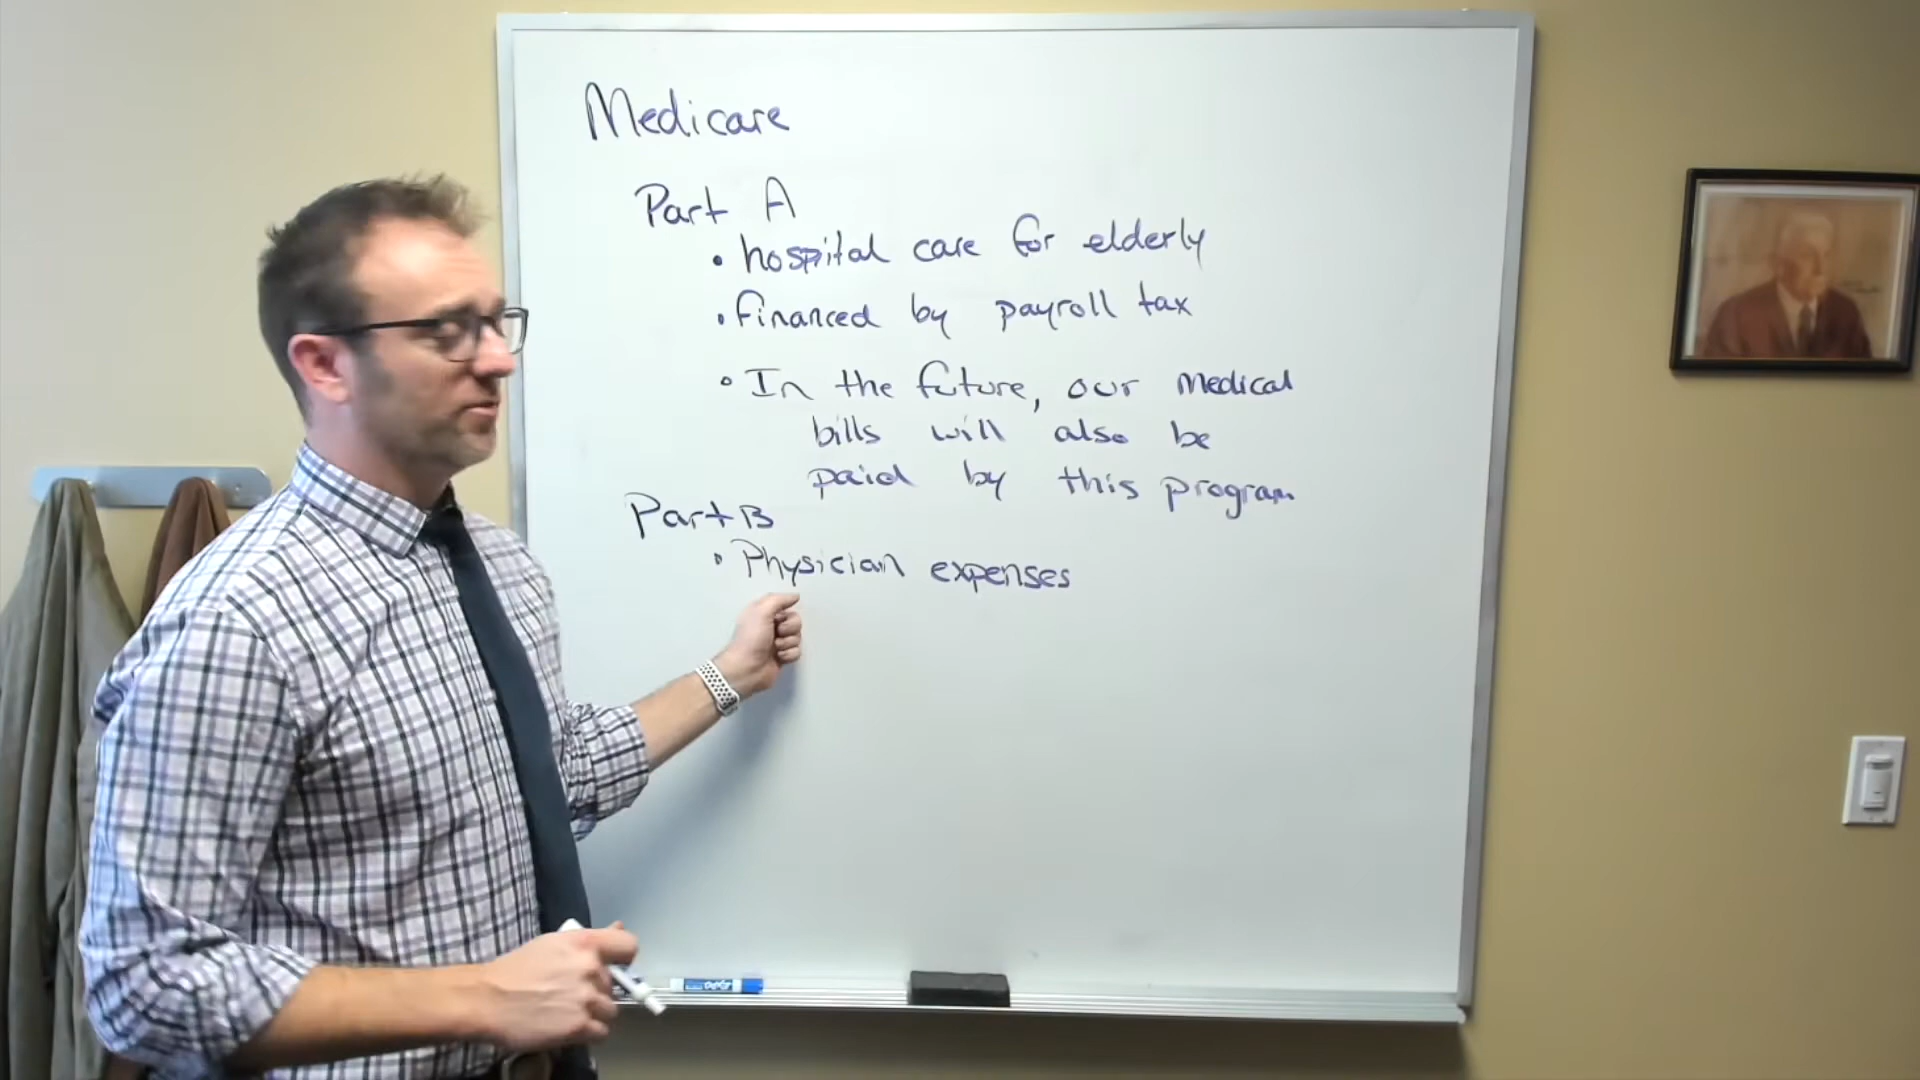 Medicare
Part A
• hospital care for elderly
• financed by payroll tax
• In the future, our medical
bills will also be
paid by this program
Part B
• Physician expenses
EXPO